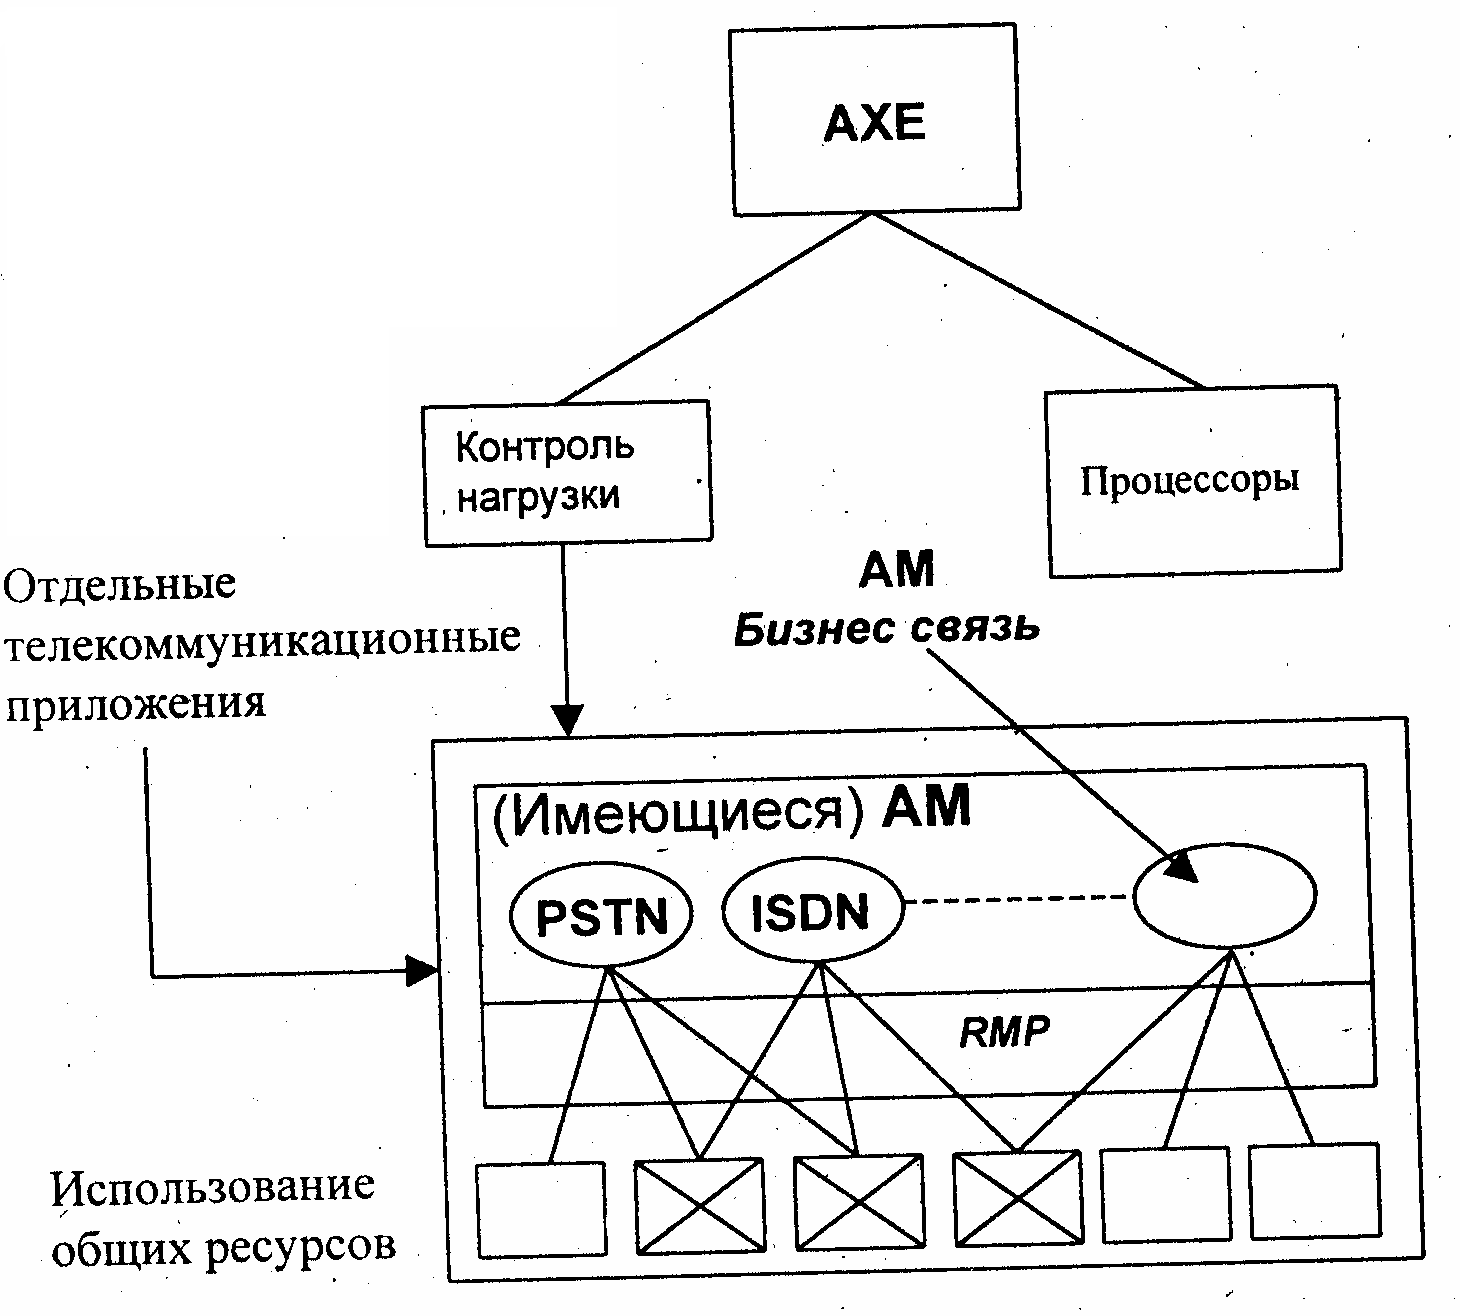 AXE
Контроль
нагрузки
Процессоры
Отдельные
телекоммуникационные
приложения
AM
Бизнес связь
(Имеющиеся) AM
PSTN
ISDN
RMP
Использование
общих ресурсов